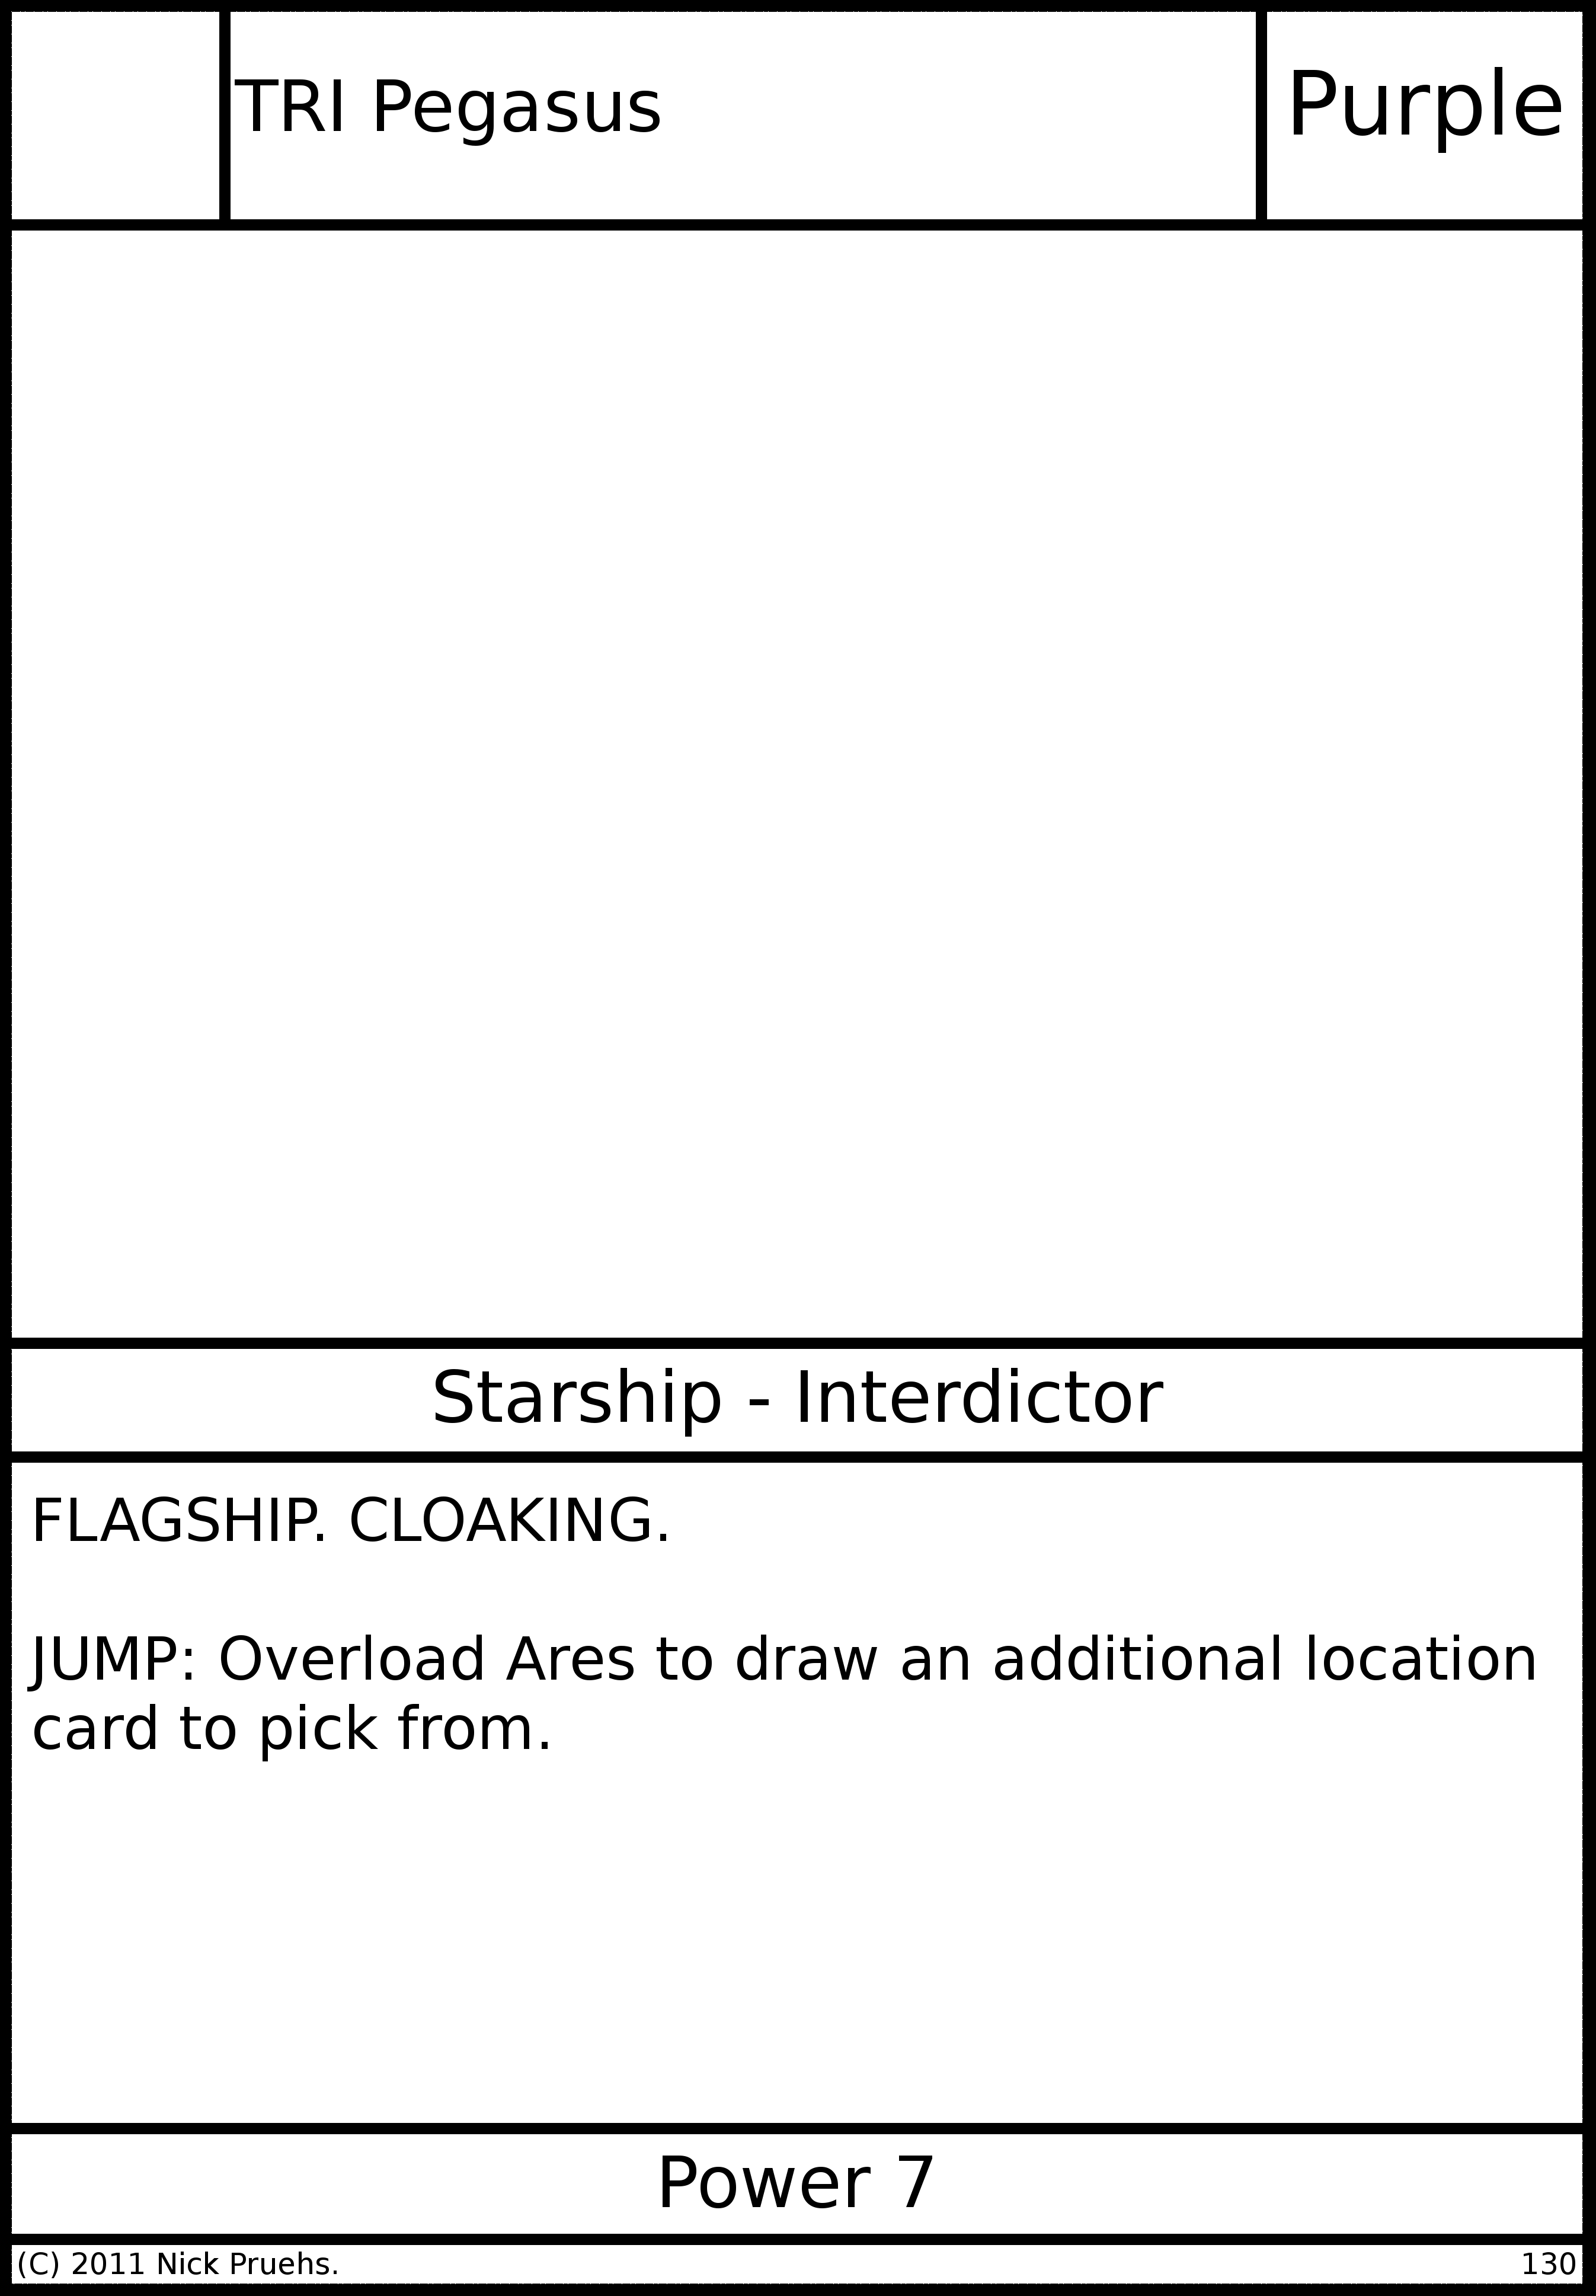 TRI Pegasus
Purple
Starship - Interdictor
FLAGSHIP. CLOAKING.
JUMP: Overload Ares to draw an additional location
card to pick from.
Power 7
(C) 2011 Nick Pruehs.
130